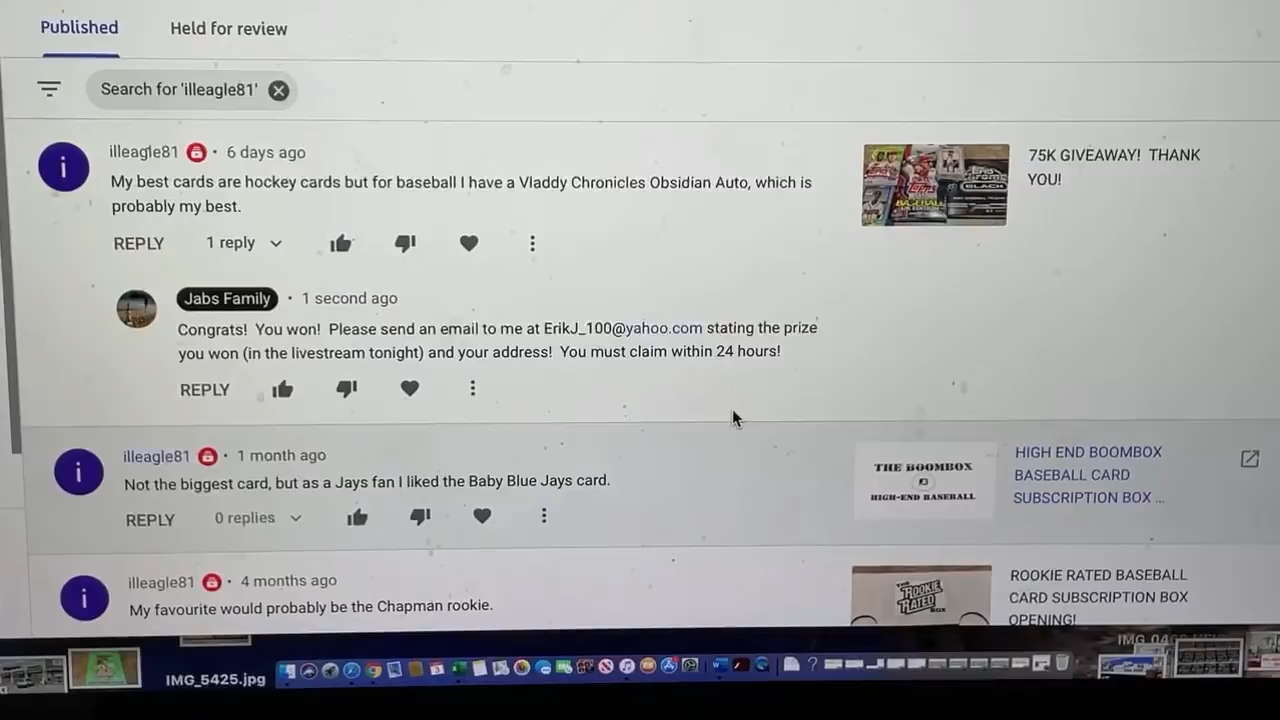 Published
Held for review
Search for 'illeagle81'
illeagle81 · 6 days ago
My best cards are hockey cards but for baseball I have a Vladdy Chronicles Obsidian Auto, which is
probably my best.
75K GIVEAWAY! THANK
YOU!
REPLY 1 reply
Jabs Family · 1 second ago
Congrats! You won! Please send an email to me at ErikJ_100@yahoo.com stating the prize
you won (in the livestream tonight) and your address! You must claim within 24 hours!
REPLY
illeagle81 · 1 month ago
Not the biggest card, but as a Jays fan I liked the Baby Blue Jays card.
THE BOOMBOX
HIGH-END BASEBALL
HIGH END BOOMBOX
BASEBALL CARD
SUBSCRIPTION BOX ...
REPLY 0 replies
illeagle81 · 4 months ago
My favourite would probably be the Chapman rookie.
ROOKIE
RATED
ROOKIE RATED BASEBALL
CARD SUBSCRIPTION BOX
OPENING!
IMG_5425.jpg